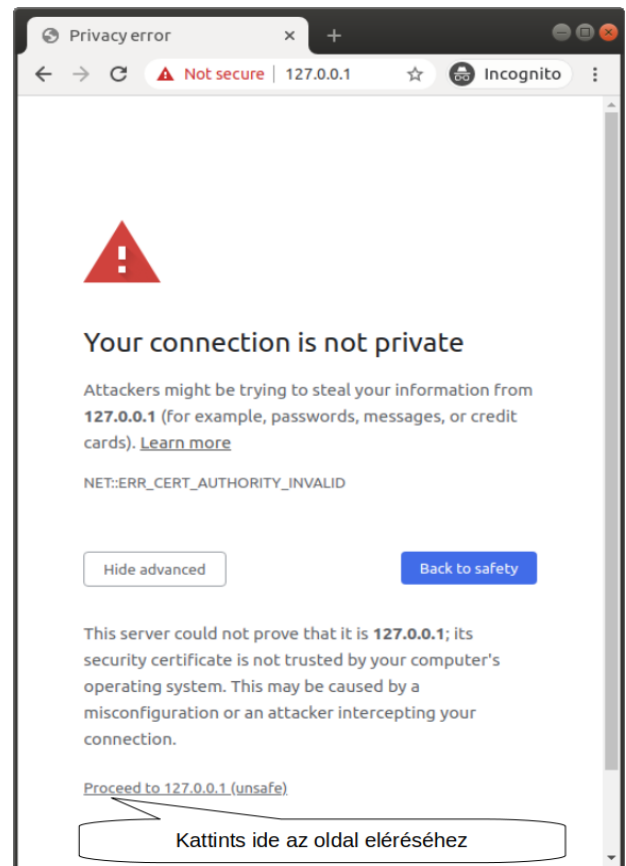 Privacy error
Not secure 127.0.0.1 Incognito
Your connection is not private
Attackers might be trying to steal your information from
127.0.0.1 (for example, passwords, messages, or credit
cards). Learn more
NET::ERR_CERT_AUTHORITY_INVALID
Hide advanced Back to safety
This server could not prove that it is 127.0.0.1; its
security certificate is not trusted by your computer's
operating system. This may be caused by a
misconfiguration or an attacker intercepting your
connection.
Proceed to 127.0.0.1 (unsafe)
Kattints ide az oldal eléréséhez